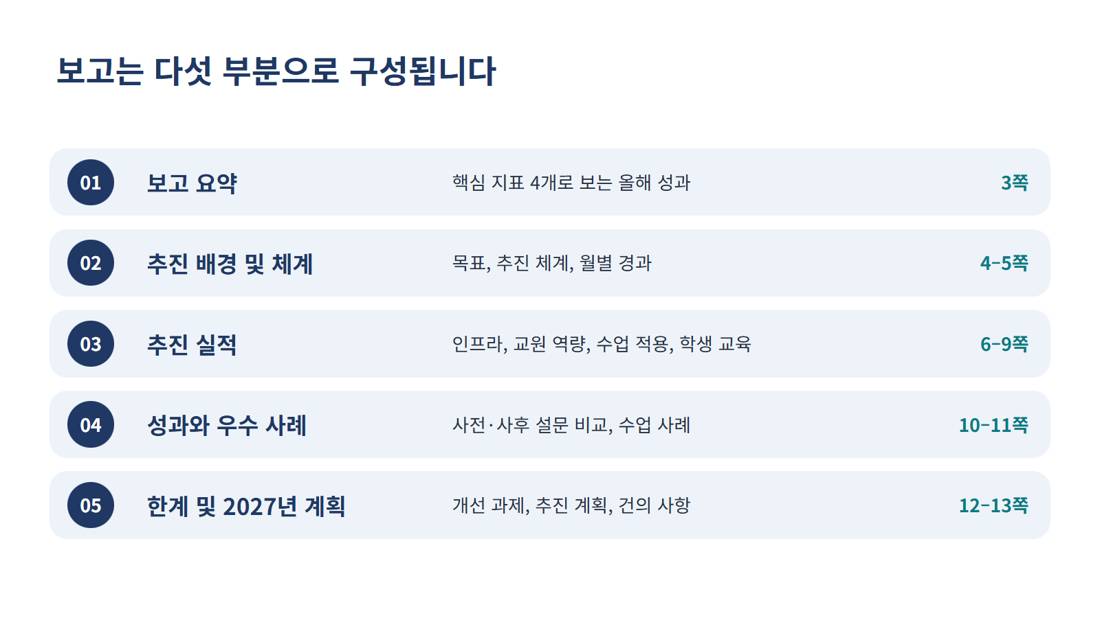 보고는 다섯 부분으로 구성됩니다
01 보고 요약 핵심 지표 4개로 보는 올해 성과 3쪽
02 추진 배경 및 체계 목표, 추진 체계, 월별 경과 4–5쪽
03 추진 실적 인프라, 교원 역량, 수업 적용, 학생 교육 6–9쪽
04 성과와 우수 사례 사전·사후 설문 비교, 수업 사례 10–11쪽
05 한계 및 2027년 계획 개선 과제, 추진 계획, 건의 사항 12–13쪽